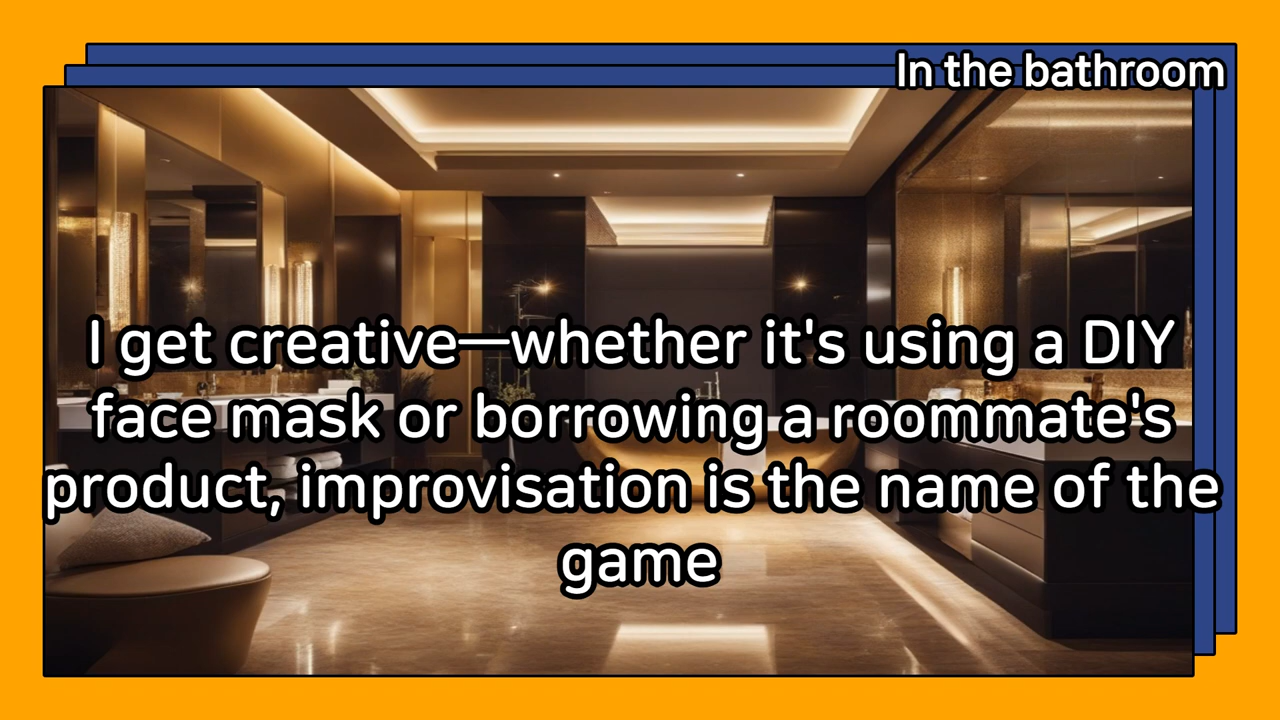 In the bathroom
I get creative—whether it's using a DIY
face mask or borrowing a roommate's
product, improvisation is the name of the
game